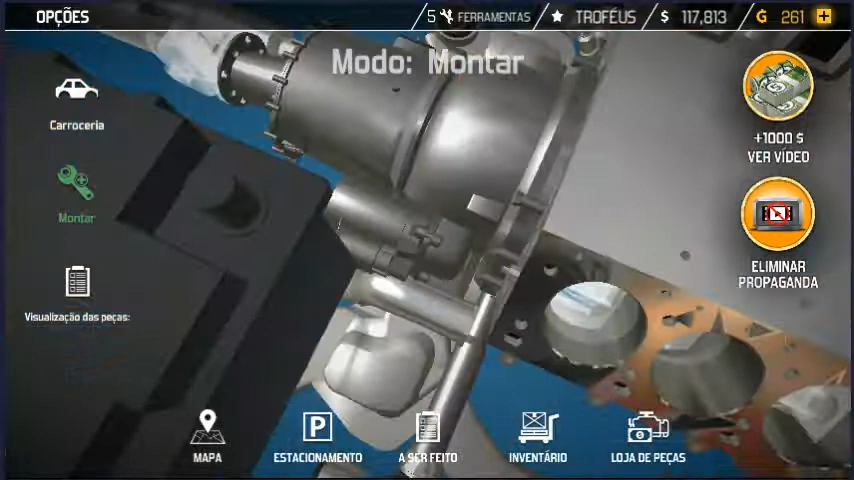 OPÇÕES
5 FERRAMENTAS
TROFÉUS
$ 117,813
G 261
Modo: Montar
Carroceria
Montar
Visualização das peças:
+1000 $
VER VÍDEO
ELIMINAR
PROPAGANDA
MAPA
P
ESTACIONAMENTO
A SER FEITO
INVENTÁRIO
LOJA DE PEÇAS